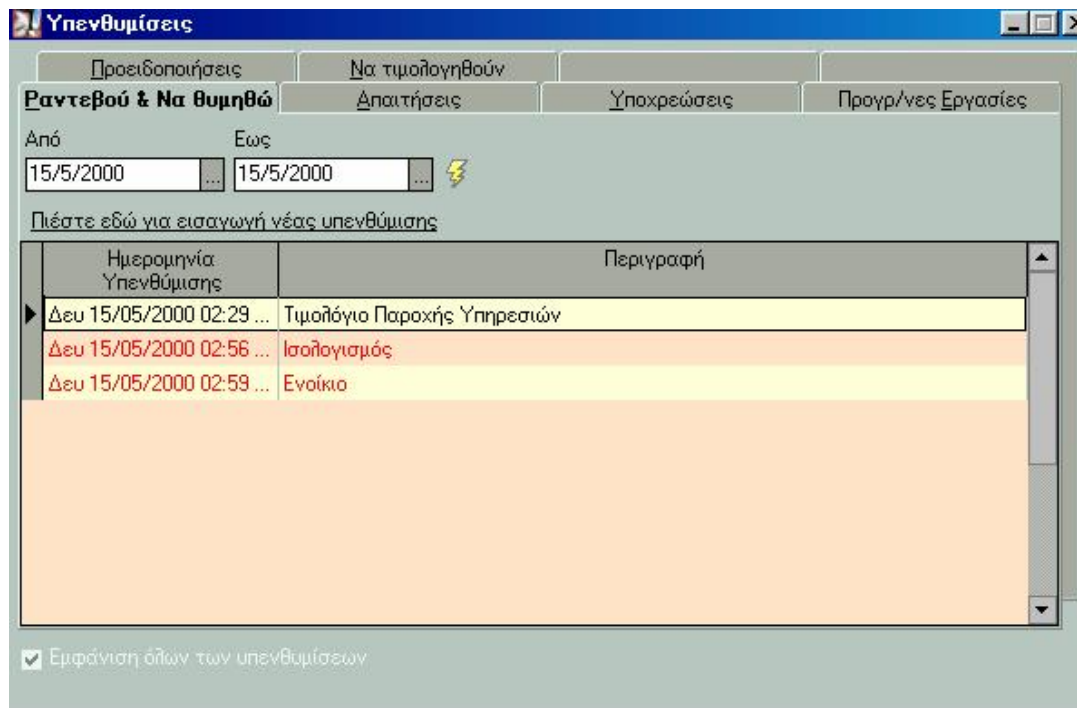 Υπενθυμίσεις
Προειδοποιήσεις Να τιμολογηθούν
Ραντεβού & Να θυμηθώ Απαιτήσεις Υποχρεώσεις Προγρ/νες Εργασίες
Από Εως
15/5/2000 ... 15/5/2000 ...
Πιέστε εδώ για εισαγωγή νέας υπενθύμισης
Ημερομηνία Περιγραφή
Υπενθύμισης
Δευ 15/05/2000 02:29 ... Τιμολόγιο Παροχής Υπηρεσιών
Δευ 15/05/2000 02:56 ... Ισολογισμός
Δευ 15/05/2000 02:59 ... Ενοίκιο
Εμφάνιση όλων των υπενθυμίσεων